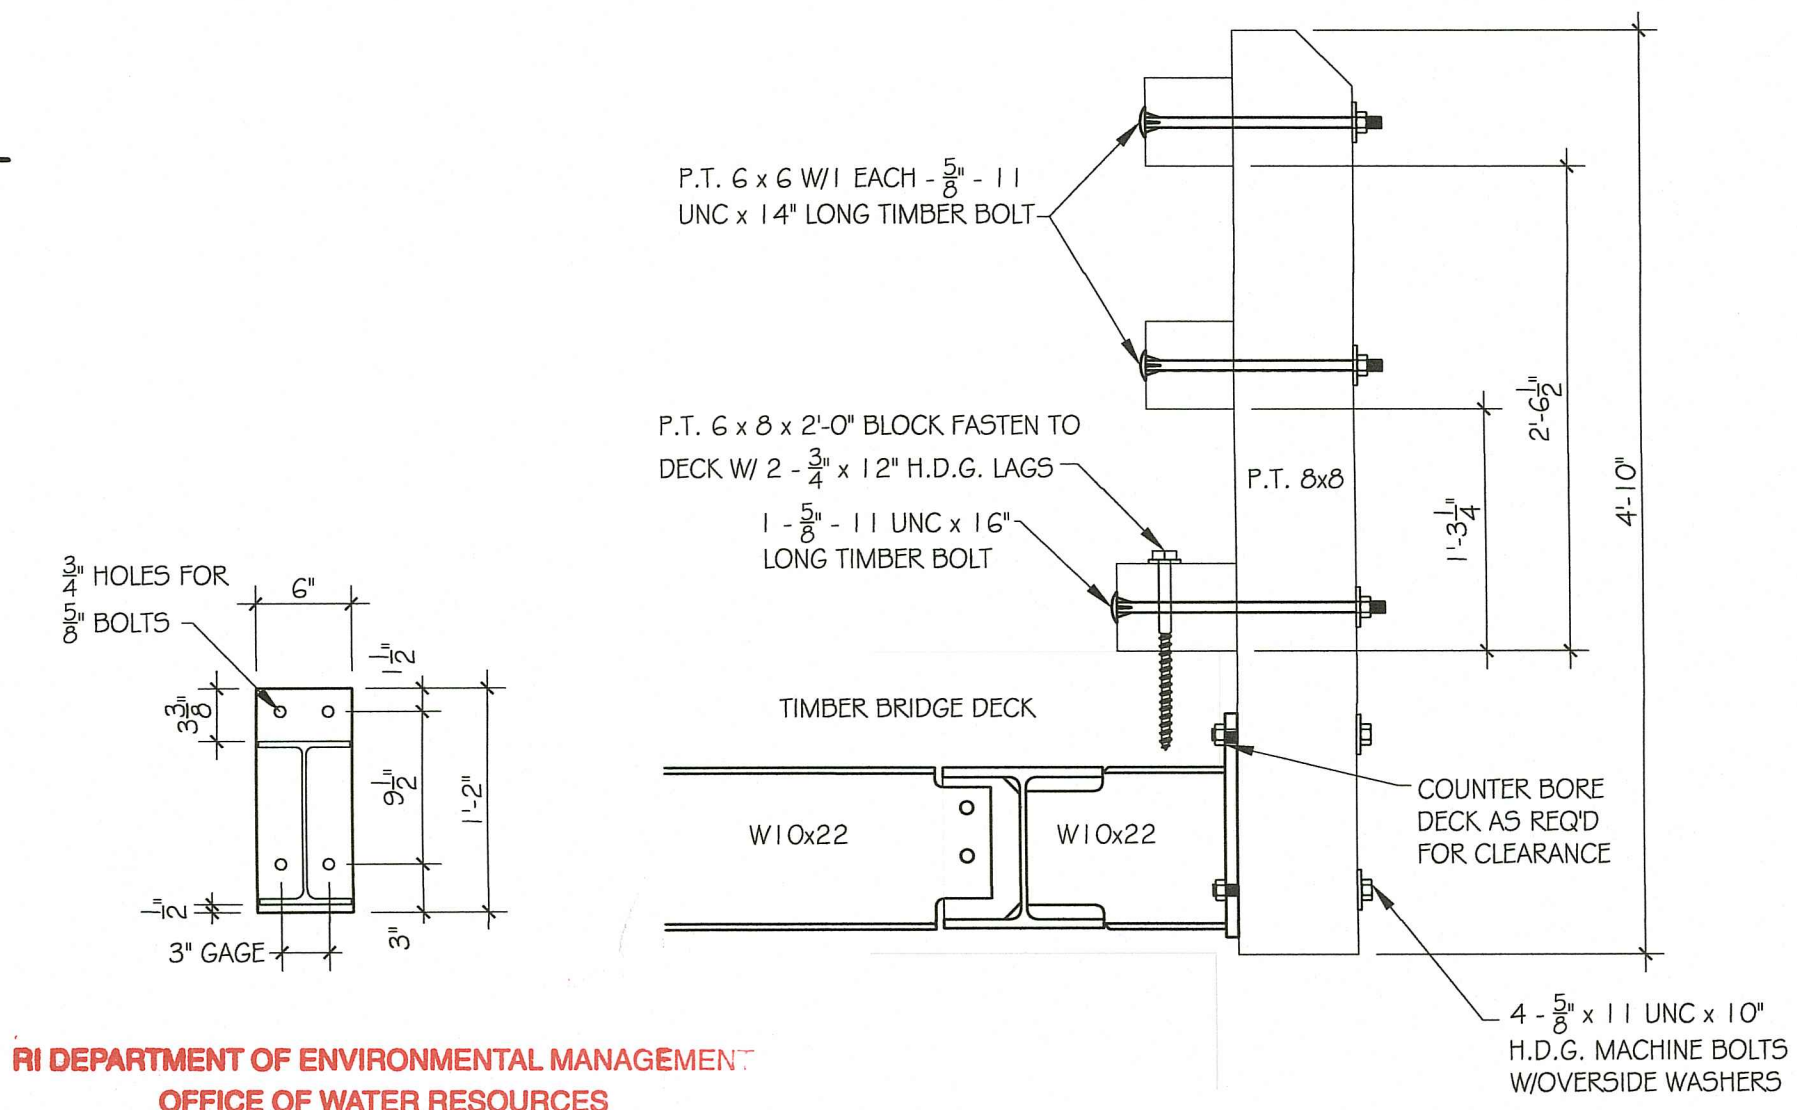 P.T. 6 x 6 W/1 EACH - 5/8" - 11
UNC x 14" LONG TIMBER BOLT
P.T. 6 x 8 x 2'-0" BLOCK FASTEN TO
DECK W/ 2 - 3/4" x 12" H.D.G. LAGS
1 - 5/8" - 11 UNC x 16"
LONG TIMBER BOLT
P.T. 8x8
2'-6 1/2"
1'-3 1/4"
4'-10"
3/4" HOLES FOR
5/8" BOLTS
6"
1 1/2"
3 3/8"
9 1/2"
1'-2"
1/2"
3"
3" GAGE
TIMBER BRIDGE DECK
W10x22
W10x22
COUNTER BORE
DECK AS REQ'D
FOR CLEARANCE
4 - 5/8" x 11 UNC x 10"
H.D.G. MACHINE BOLTS
W/OVERSIDE WASHERS
RI DEPARTMENT OF ENVIRONMENTAL MANAGEMENT
OFFICE OF WATER RESOURCES